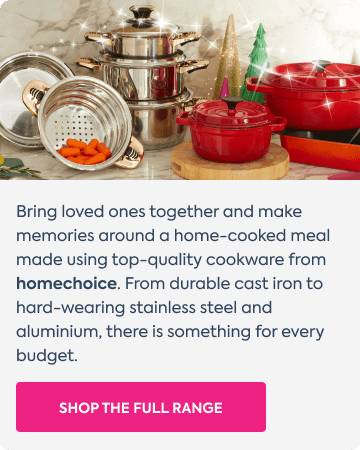 Bring loved ones together and make
memories around a home-cooked meal
made using top-quality cookware from
homechoice. From durable cast iron to
hard-wearing stainless steel and
aluminium, there is something for every
budget.
SHOP THE FULL RANGE